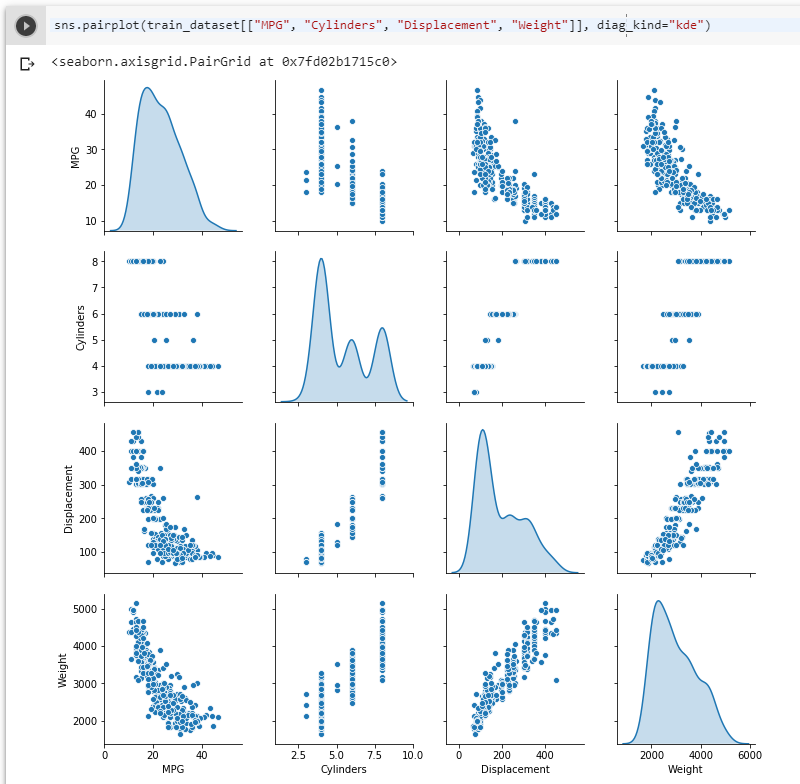 sns.pairplot(train_dataset[["MPG", "Cylinders", "Displacement", "Weight"]], diag_kind="kde")
<seaborn.axisgrid.PairGrid at 0x7fd02b1715c0>
MPG
40
30
20
10
Cylinders
8
7
6
5
4
3
Displacement
400
300
200
100
Weight
5000
4000
3000
2000
0 20 40
2.5 5.0 7.5 10.0
0 200 400
2000 4000 6000
MPG
Cylinders
Displacement
Weight